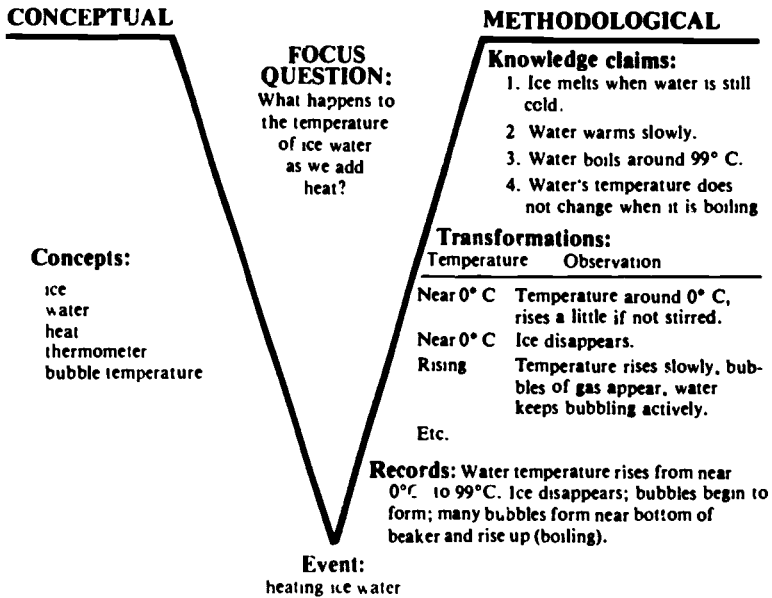 CONCEPTUAL
METHODOLOGICAL
FOCUS
QUESTION:
What happens to
the temperature
of ice water
as we add
heat?
Concepts:
ice
water
heat
thermometer
bubble temperature
Knowledge claims:
1. Ice melts when water is still
cold.
2 Water warms slowly.
3. Water boils around 99° C.
4. Water's temperature does
not change when it is boiling
Transformations:
Temperature Observation
Near 0° C Temperature around 0° C,
rises a little if not stirred.
Near 0° C Ice disappears.
Rising Temperature rises slowly, bub-
bles of gas appear, water
keeps bubbling actively.
Etc.
Records: Water temperature rises from near
0°C to 99°C. Ice disappears; bubbles begin to
form; many bubbles form near bottom of
beaker and rise up (boiling).
Event:
heating ice water